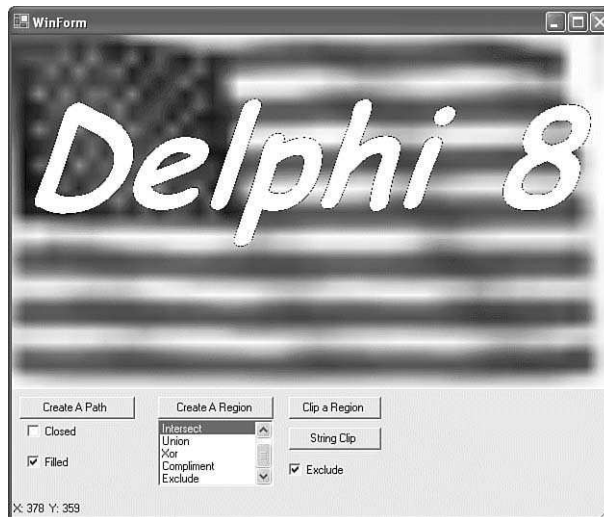 WinForm
Delphi 8
Create A Path
Create A Region
Clip a Region
Closed
Intersect
Union
Xor
Compliment
Exclude
String Clip
Filled
Exclude
X: 378 Y: 359